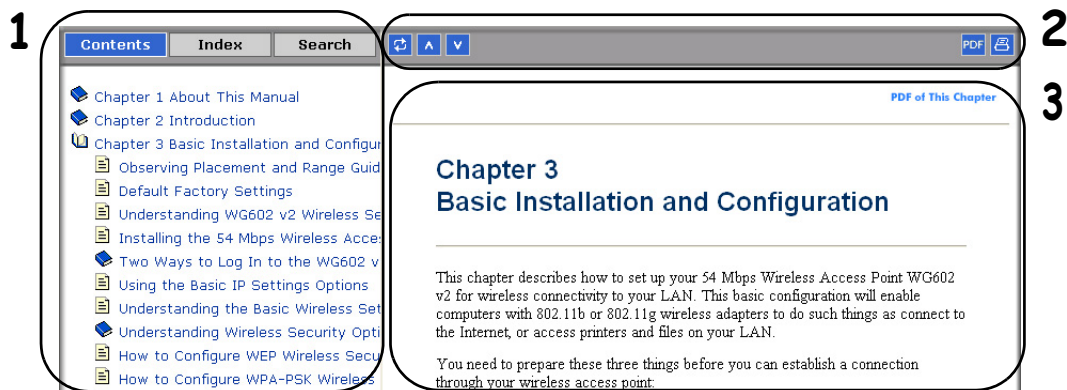 1
Contents Index Search
Chapter 1 About This Manual
Chapter 2 Introduction
Chapter 3 Basic Installation and Configur
Observing Placement and Range Guid
Default Factory Settings
Understanding WG602 v2 Wireless Se
Installing the 54 Mbps Wireless Acce
Two Ways to Log In to the WG602 v
Using the Basic IP Settings Options
Understanding the Basic Wireless Set
Understanding Wireless Security Opti
How to Configure WEP Wireless Secu
How to Configure WPA-PSK Wireless
PDF
2
3
PDF of This Chapter
Chapter 3
Basic Installation and Configuration
This chapter describes how to set up your 54 Mbps Wireless Access Point WG602
v2 for wireless connectivity to your LAN. This basic configuration will enable
computers with 802.11b or 802.11g wireless adapters to do such things as connect to
the Internet, or access printers and files on your LAN.
You need to prepare these three things before you can establish a connection
through your wireless access point: